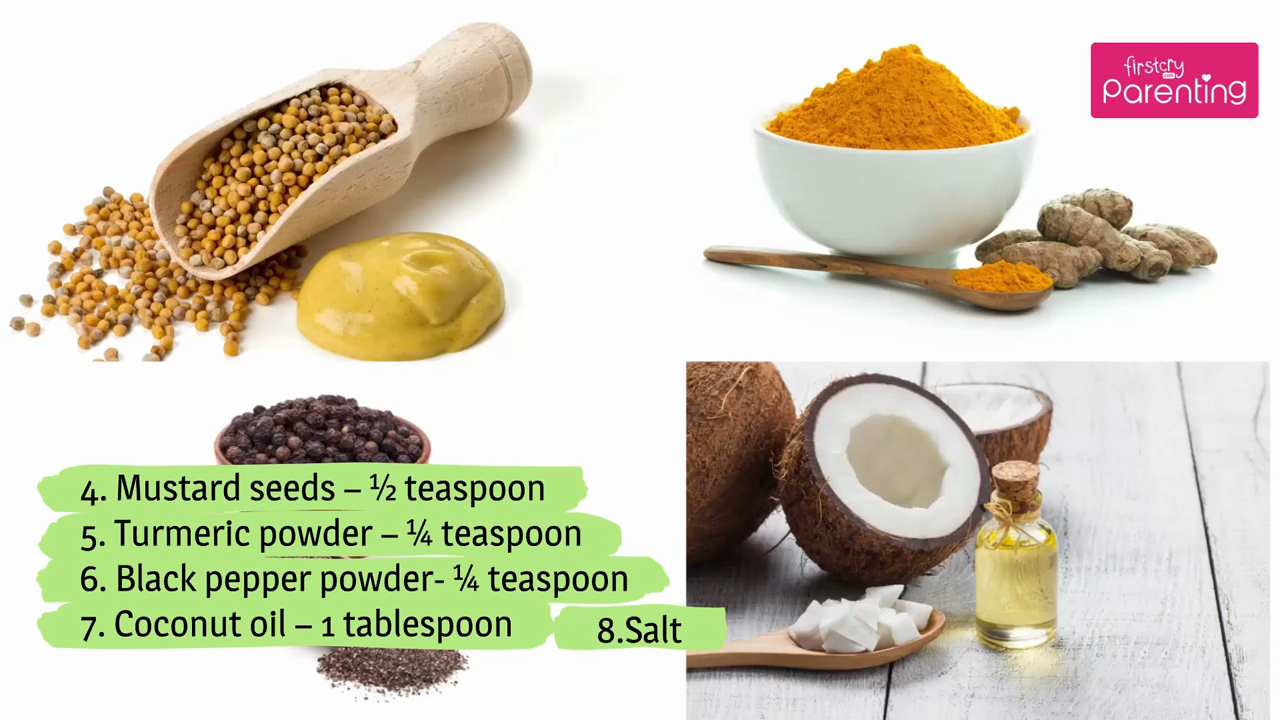 firstcry
.com
Parenting
4. Mustard seeds – ½ teaspoon
5. Turmeric powder – ¼ teaspoon
6. Black pepper powder- ¼ teaspoon
7. Coconut oil – 1 tablespoon
8.Salt